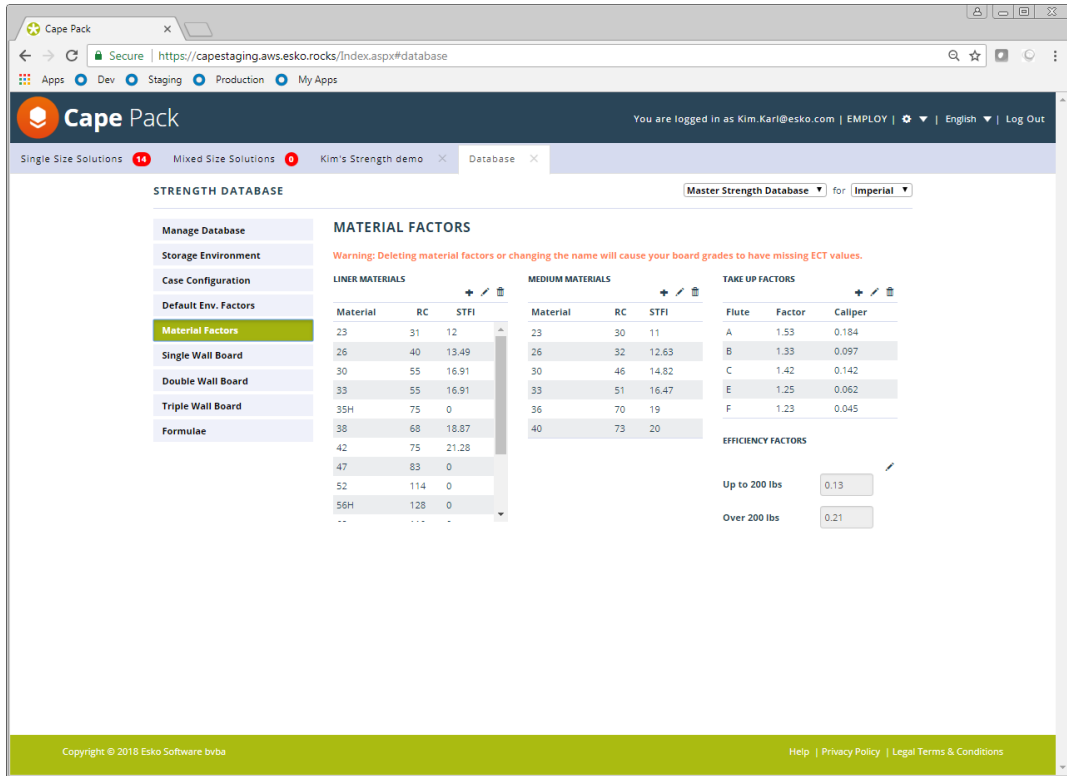 Cape Pack
Secure | https://capestaging.aws.esko.rocks/Index.aspx#database
Apps Dev Staging Production My Apps
Cape Pack
You are logged in as Kim.Karl@esko.com | EMPLOY | English | Log Out
Single Size Solutions 14 Mixed Size Solutions 0 Kim's Strength demo Database
STRENGTH DATABASE
Master Strength Database for Imperial
Manage Database
Storage Environment
Case Configuration
Default Env. Factors
Material Factors
Single Wall Board
Double Wall Board
Triple Wall Board
Formulae
MATERIAL FACTORS
Warning: Deleting material factors or changing the name will cause your board grades to have missing ECT values.
LINER MATERIALS
Material RC STFI
23 31 12
26 40 13.49
30 55 16.91
33 55 16.91
35H 75 0
38 68 18.87
42 75 21.28
47 83 0
52 114 0
56H 128 0
MEDIUM MATERIALS
Material RC STFI
23 30 11
26 32 12.63
30 46 14.82
33 51 16.47
36 70 19
40 73 20
TAKE UP FACTORS
Flute Factor Caliper
A 1.53 0.184
B 1.33 0.097
C 1.42 0.142
E 1.25 0.062
F 1.23 0.045
EFFICIENCY FACTORS
Up to 200 lbs 0.13
Over 200 lbs 0.21
Copyright © 2018 Esko Software bvba
Help | Privacy Policy | Legal Terms & Conditions